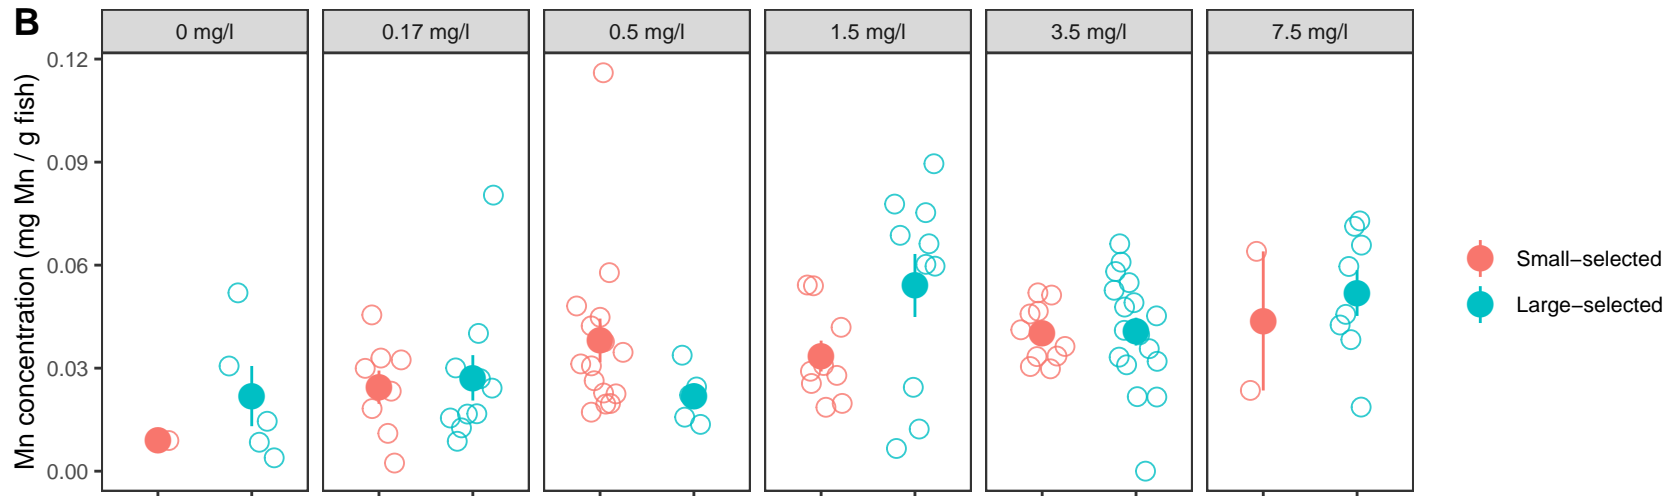 B
0 mg/l
0.17 mg/l
0.5 mg/l
1.5 mg/l
3.5 mg/l
7.5 mg/l
Mn concentration (mg Mn / g fish)
0.12
0.09
0.06
0.03
0.00
Small−selected
Large−selected